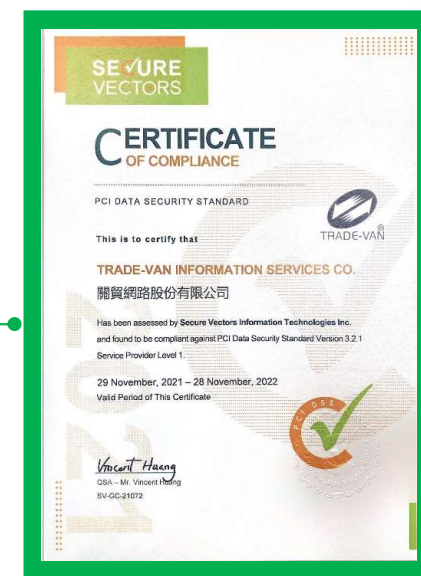 SECURE
VECTORS
CERTIFICATE
OF COMPLIANCE
PCI DATA SECURITY STANDARD
TRADE-VAN
This is to certify that
TRADE-VAN INFORMATION SERVICES CO.
關貿網路股份有限公司
Has been assessed by Secure Vectors Information Technologies Inc.
and found to be compliant against PCI Data Security Standard Version 3.2.1
Service Provider Level 1.
29 November, 2021 – 28 November, 2022
Valid Period of This Certificate
PCI DSS
Vincent Huang
QSA – Mr. Vincent Huang
SV-GC-21072
2021